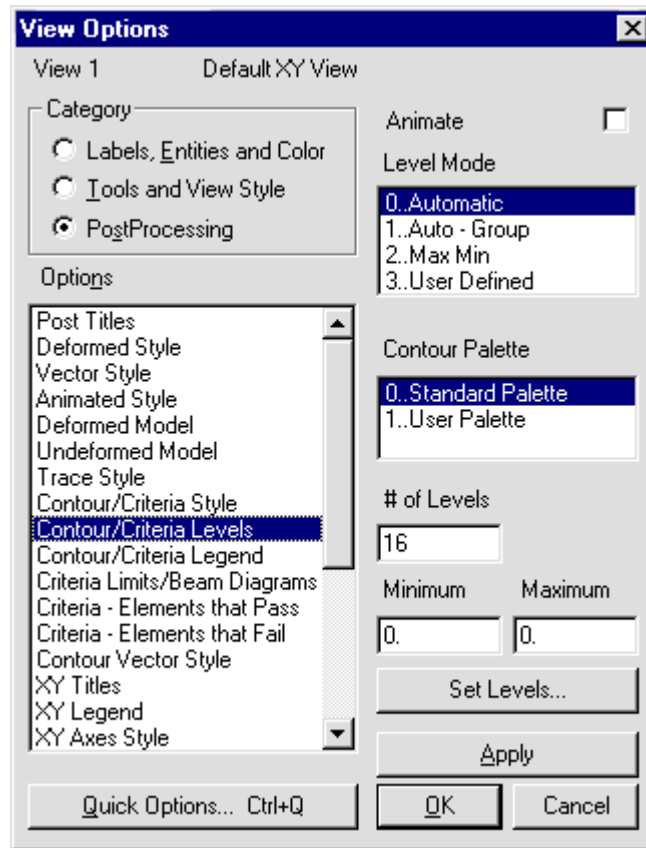 View Options
View 1 Default XY View
Category
Labels, Entities and Color
Tools and View Style
PostProcessing
Options
Post Titles
Deformed Style
Vector Style
Animated Style
Deformed Model
Undeformed Model
Trace Style
Contour/Criteria Style
Contour/Criteria Levels
Contour/Criteria Legend
Criteria Limits/Beam Diagrams
Criteria - Elements that Pass
Criteria - Elements that Fail
Contour Vector Style
XY Titles
XY Legend
XY Axes Style
Quick Options... Ctrl+Q
Animate
Level Mode
0..Automatic
1..Auto - Group
2..Max Min
3..User Defined
Contour Palette
0..Standard Palette
1..User Palette
# of Levels
16
Minimum Maximum
0. 0.
Set Levels...
Apply
OK Cancel